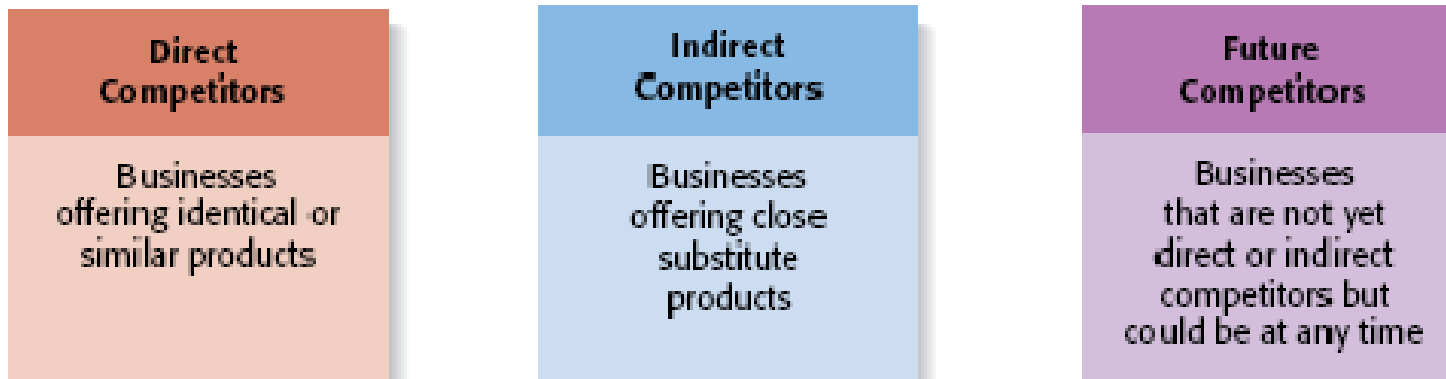 Direct
Competitors
Businesses
offering identical or
similar products
Indirect
Competitors
Businesses
offering close
substitute
products
Future
Competitors
Businesses
that are not yet
direct or indirect
competitors but
could be at any time